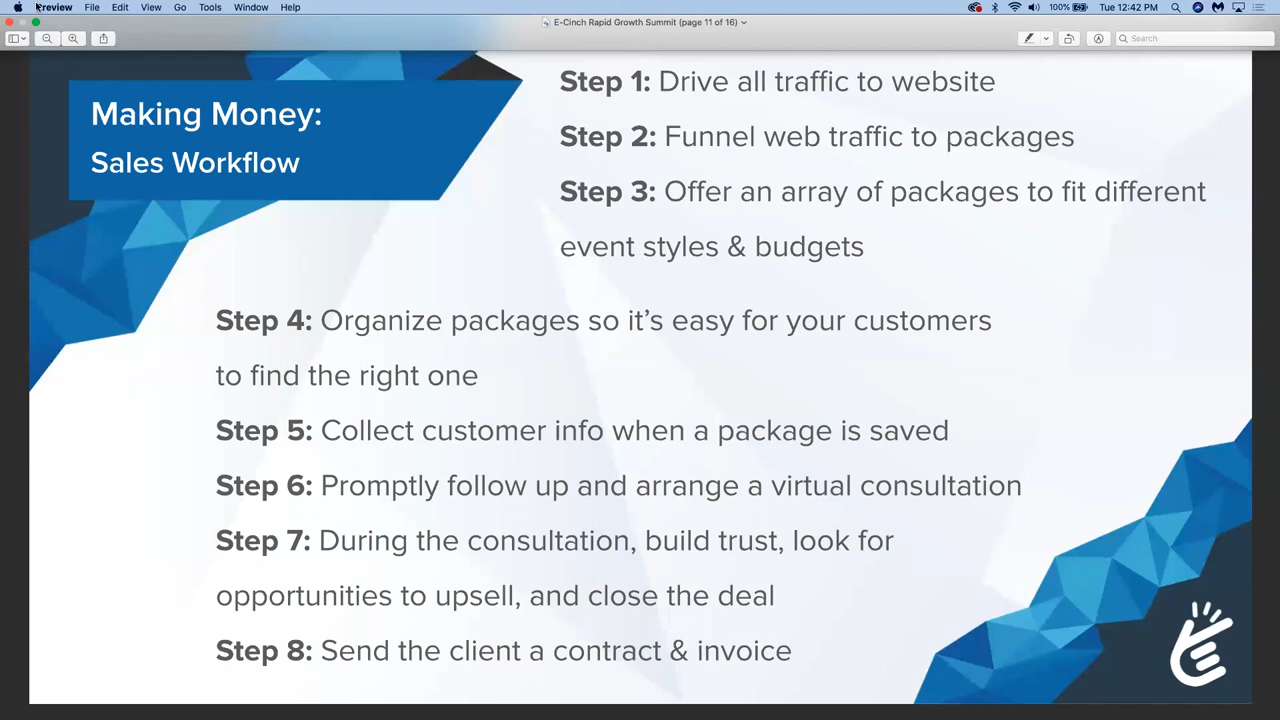 Preview File Edit View Go Tools Window Help 100% Tue 12:42 PM
E-Cinch Rapid Growth Summit (page 11 of 16)
Search
Making Money:
Sales Workflow
Step 1: Drive all traffic to website
Step 2: Funnel web traffic to packages
Step 3: Offer an array of packages to fit different
event styles & budgets
Step 4: Organize packages so it's easy for your customers
to find the right one
Step 5: Collect customer info when a package is saved
Step 6: Promptly follow up and arrange a virtual consultation
Step 7: During the consultation, build trust, look for
opportunities to upsell, and close the deal
Step 8: Send the client a contract & invoice